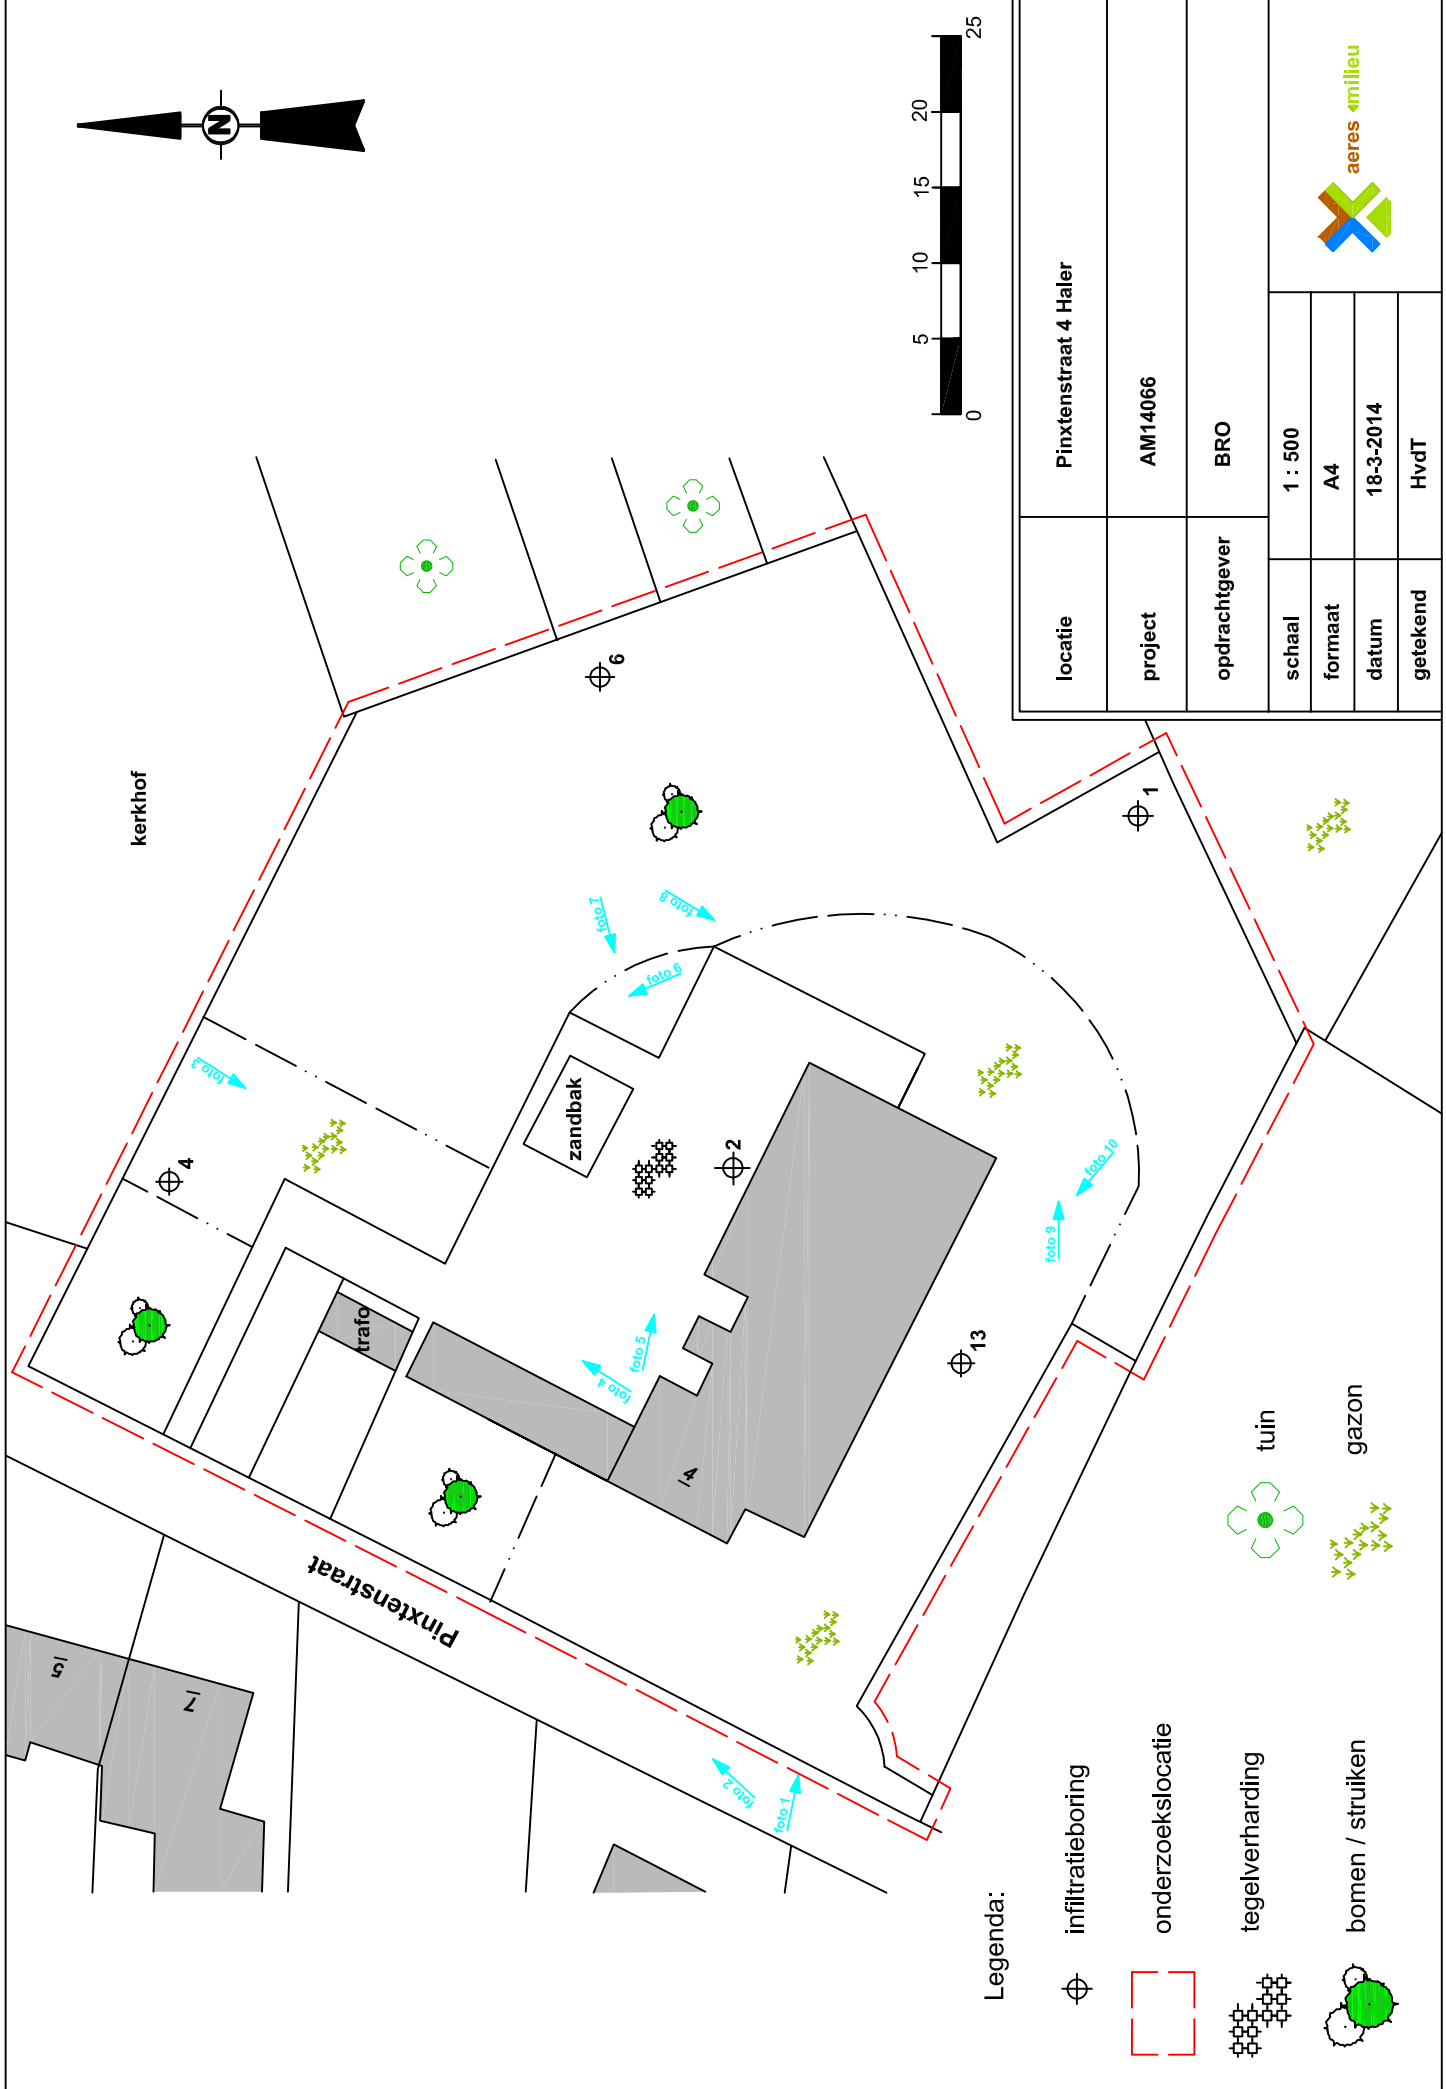 N
0
5
10
15
20
25
kerkhof
Pinxtenstraat
5
7
4
trafo
zandbak
4
6
2
13
1
foto 1
foto 2
foto 3
foto 4
foto 5
foto 6
foto 7
foto 8
foto 9
foto 10
Legenda:
infiltratieboring
onderzoekslocatie
tegelverharding
bomen / struiken
tuin
gazon
locatie Pinxtenstraat 4 Haler
project AM14066
opdrachtgever BRO
schaal 1 : 500
formaat A4
datum 18-3-2014
getekend HvdT
aeres milieu